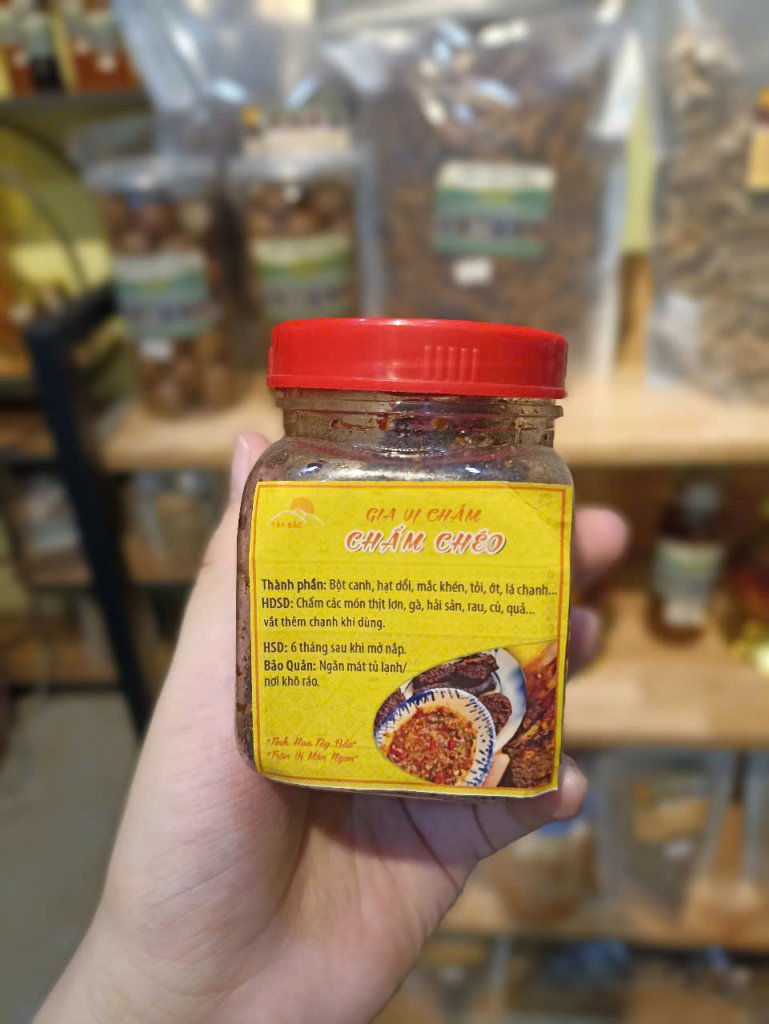 TÂY BẮC
GIA VỊ CHẤM
CHẨM CHÉO
Thành phần: Bột canh, hạt dổi, mắc khén, tỏi, ớt, lá chanh...
HDSD: Chấm các món thịt lợn, gà, hải sản, rau, củ, quả...
vắt thêm chanh khi dùng.
HSD: 6 tháng sau khi mở nắp.
Bảo Quản: Ngăn mát tủ lạnh/
nơi khô ráo.
"Tinh Hoa Tây Bắc"
"Trọn Vị Món Ngon"